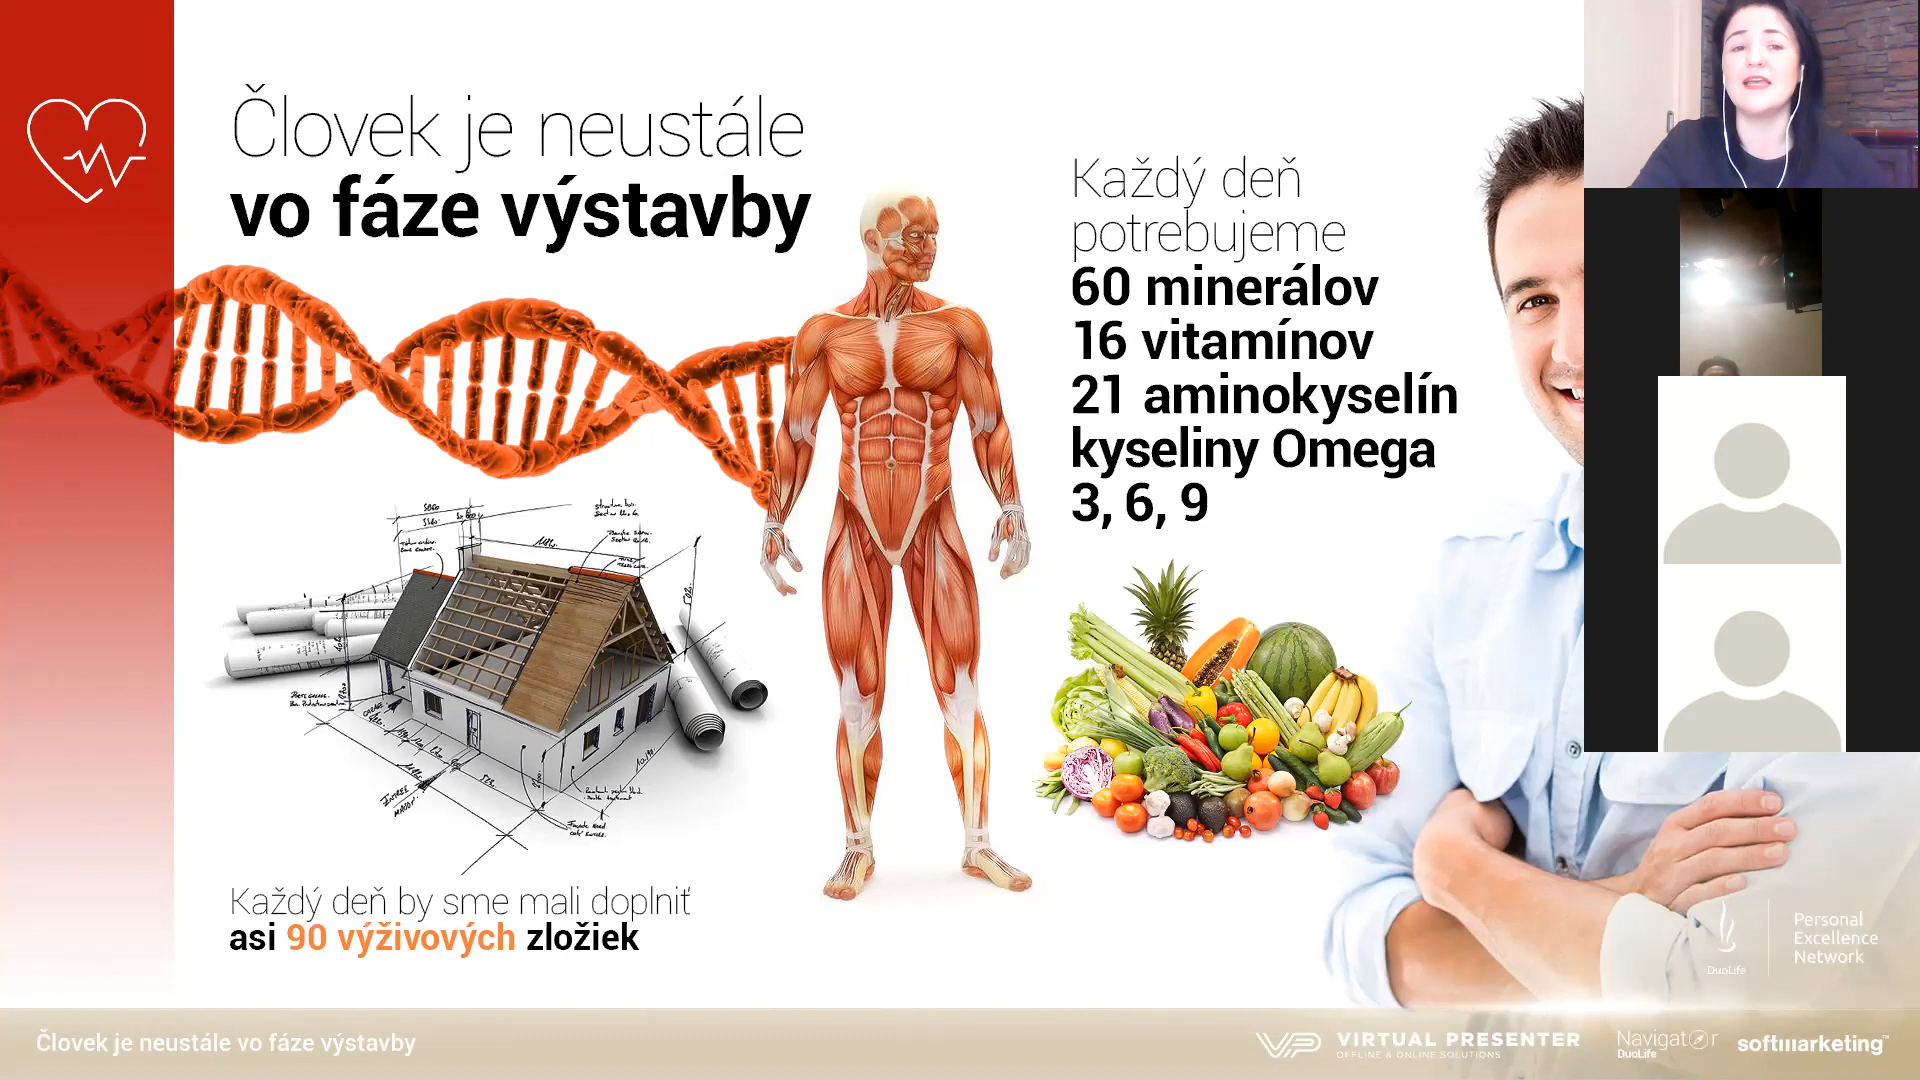 Človek je neustále
vo fáze výstavby
Každý deň
potrebujeme
60 minerálov
16 vitamínov
21 aminokyselín
kyseliny Omega
3, 6, 9
Každý deň by sme mali doplniť
asi 90 výživových zložiek
DuoLife
Personal
Excellence
Network
Človek je neustále vo fáze výstavby
VP VIRTUAL PRESENTER
OFFLINE & ONLINE SOLUTIONS
Navigator
DuoLife
softmarketing™